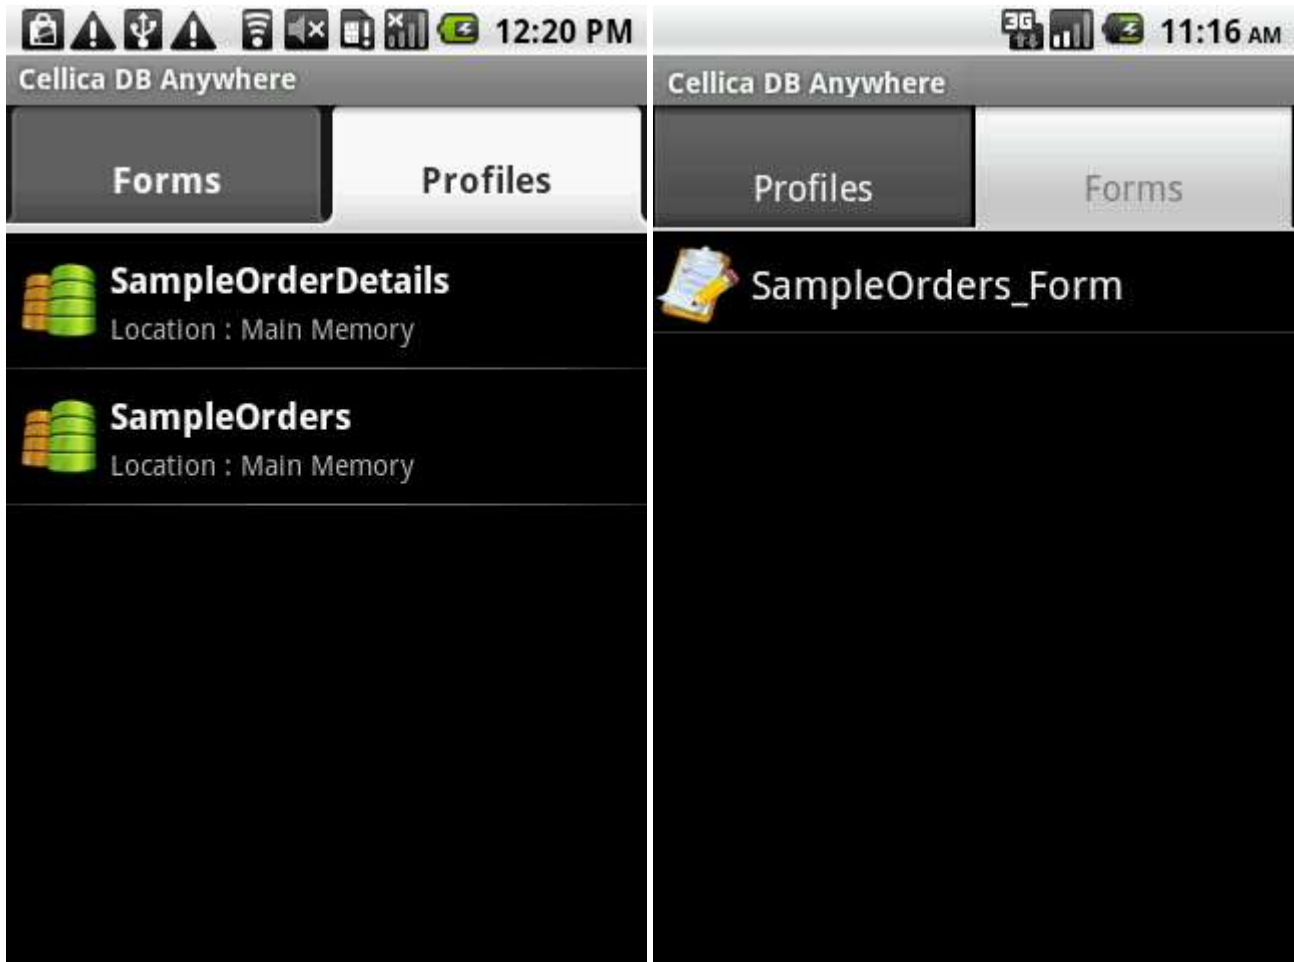 12:20 PM
Cellica DB Anywhere
Forms
Profiles
SampleOrderDetails
Location : Main Memory
SampleOrders
Location : Main Memory
3G
11:16 AM
Cellica DB Anywhere
Profiles
Forms
SampleOrders_Form